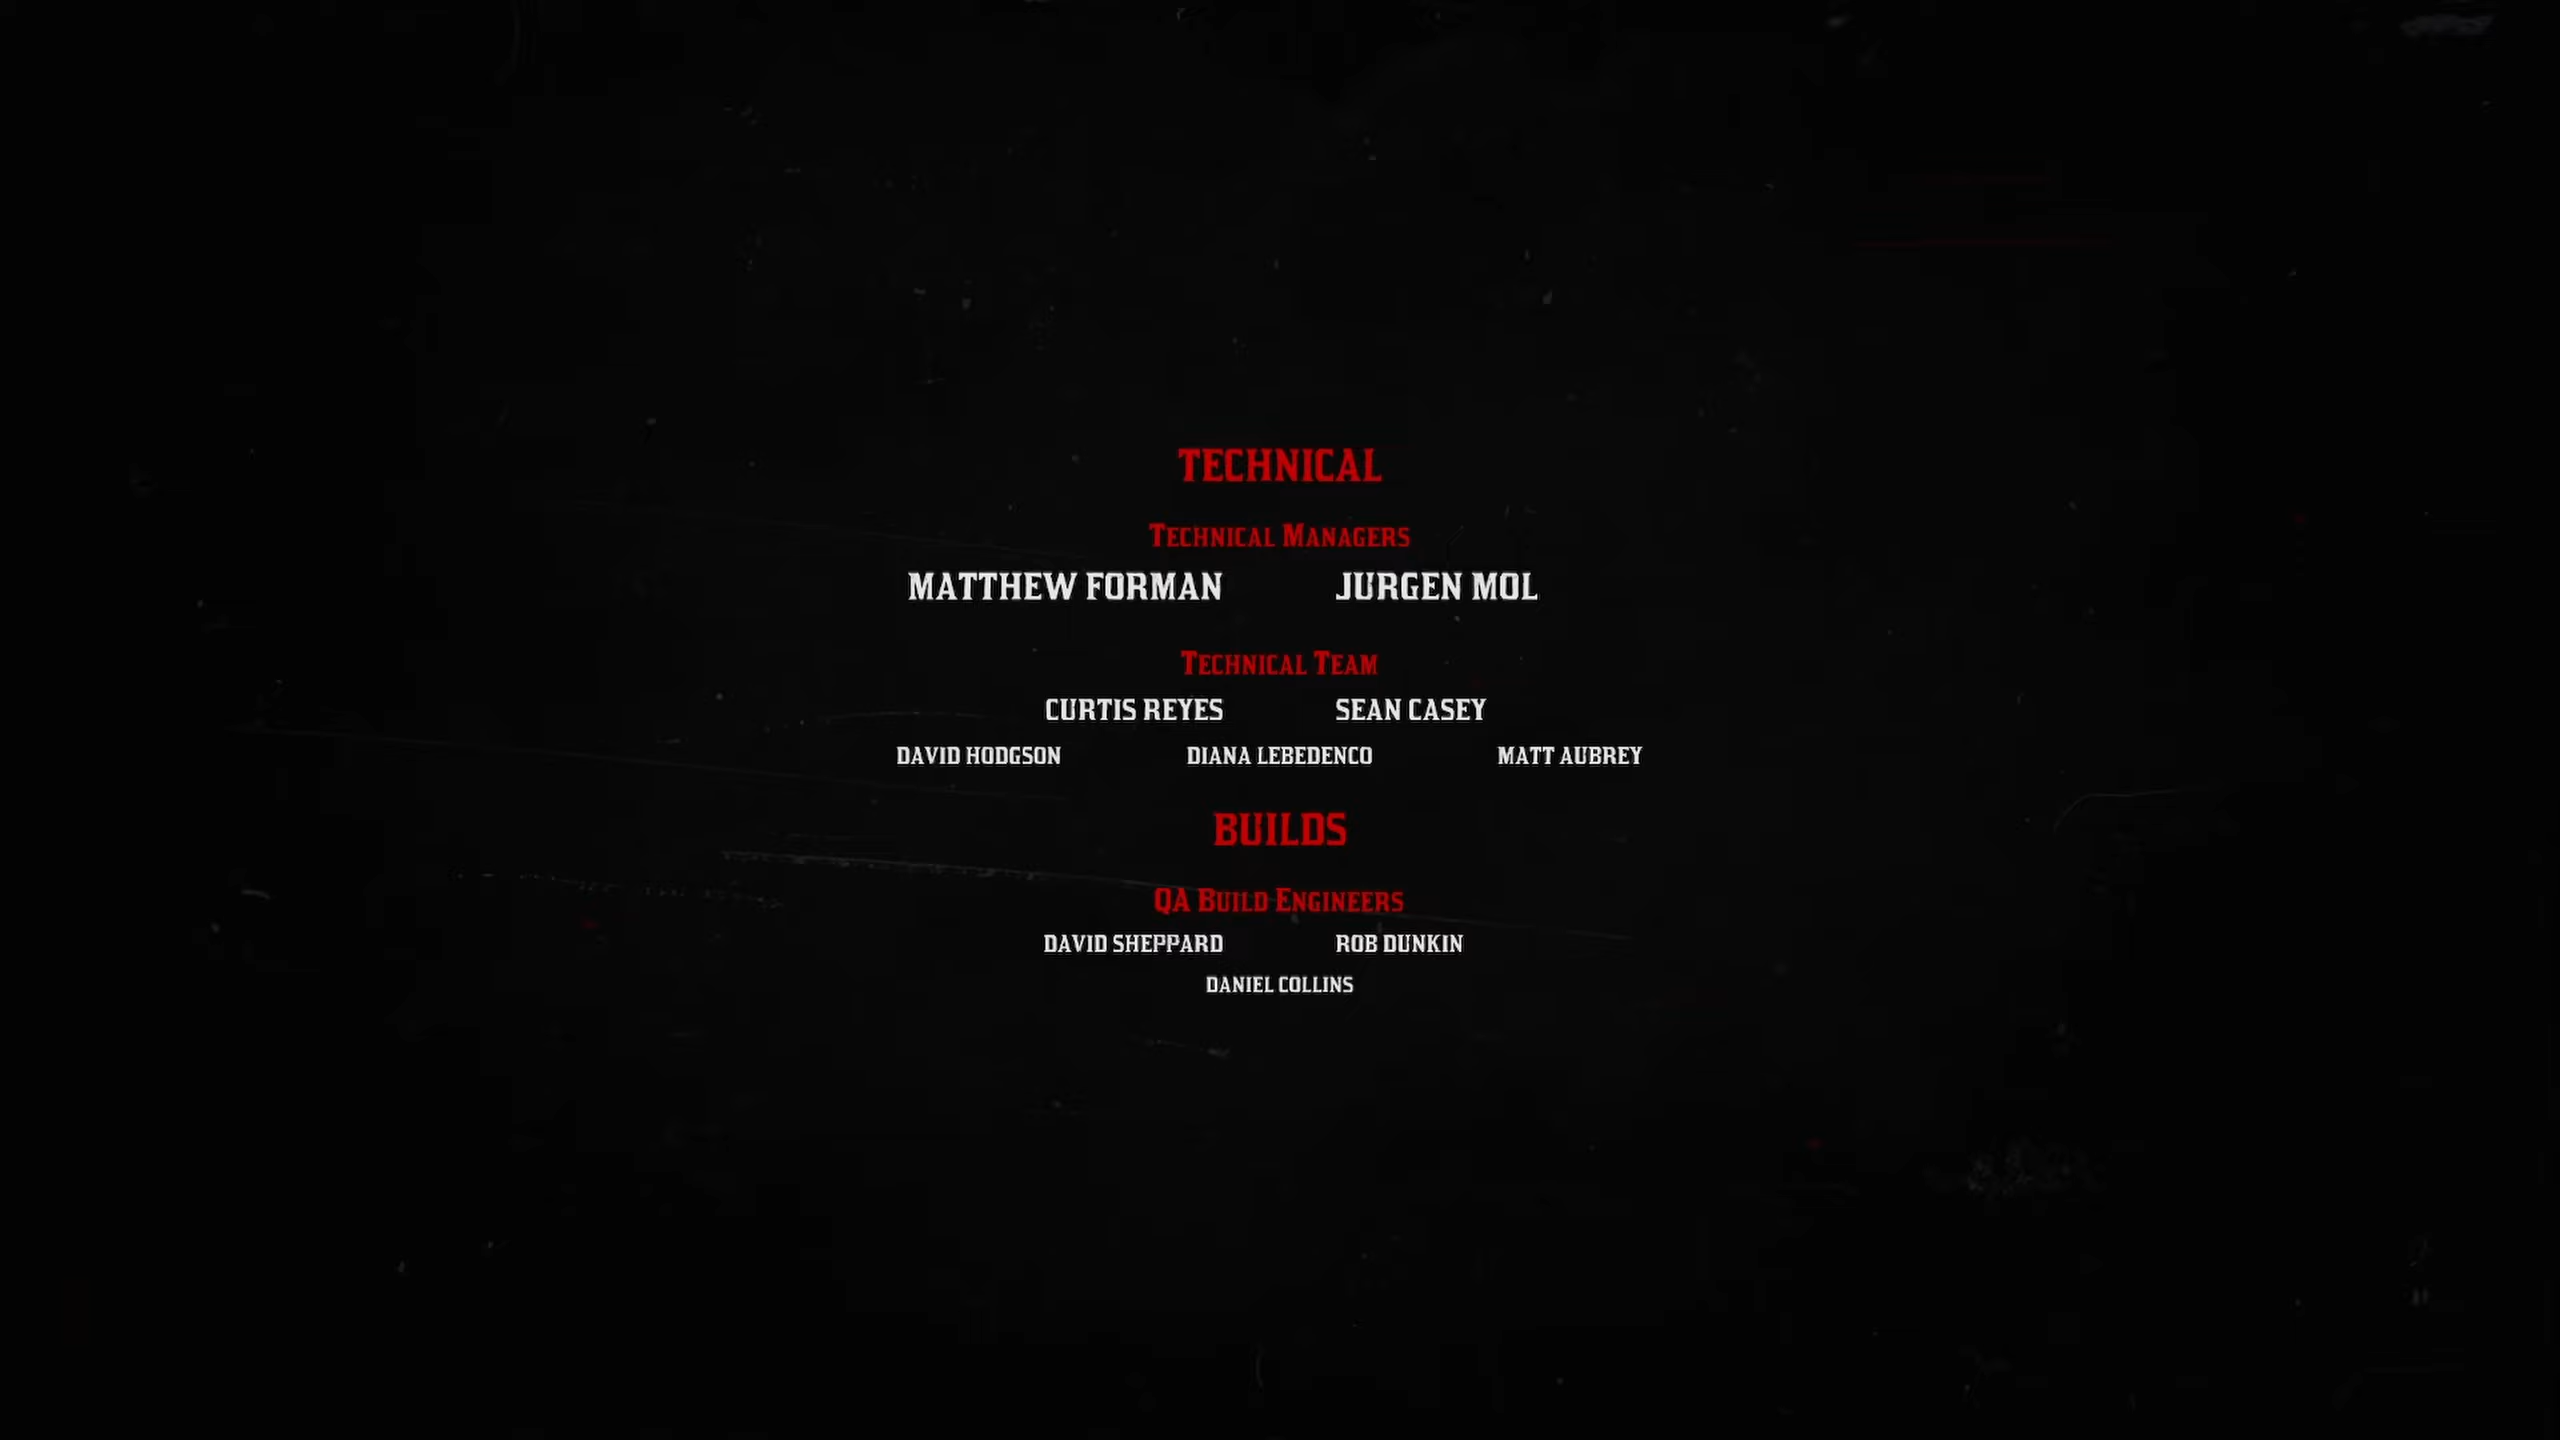 TECHNICAL
Technical Managers
MATTHEW FORMAN JURGEN MOL
Technical Team
CURTIS REYES SEAN CASEY
DAVID HODGSON DIANA LEBEDENCO MATT AUBREY
BUILDS
QA Build Engineers
DAVID SHEPPARD ROB DUNKIN
DANIEL COLLINS